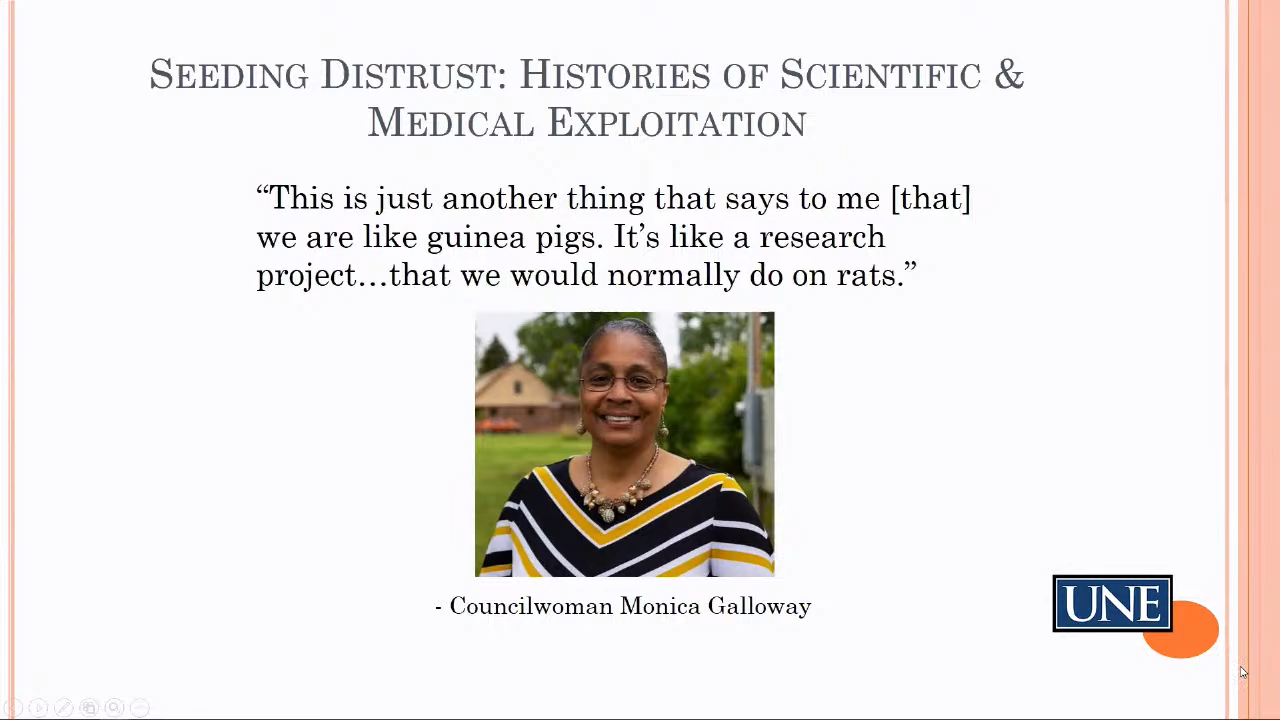 SEEDING DISTRUST: HISTORIES OF SCIENTIFIC &
MEDICAL EXPLOITATION
“This is just another thing that says to me [that]
we are like guinea pigs. It’s like a research
project…that we would normally do on rats.”
- Councilwoman Monica Galloway
UNE